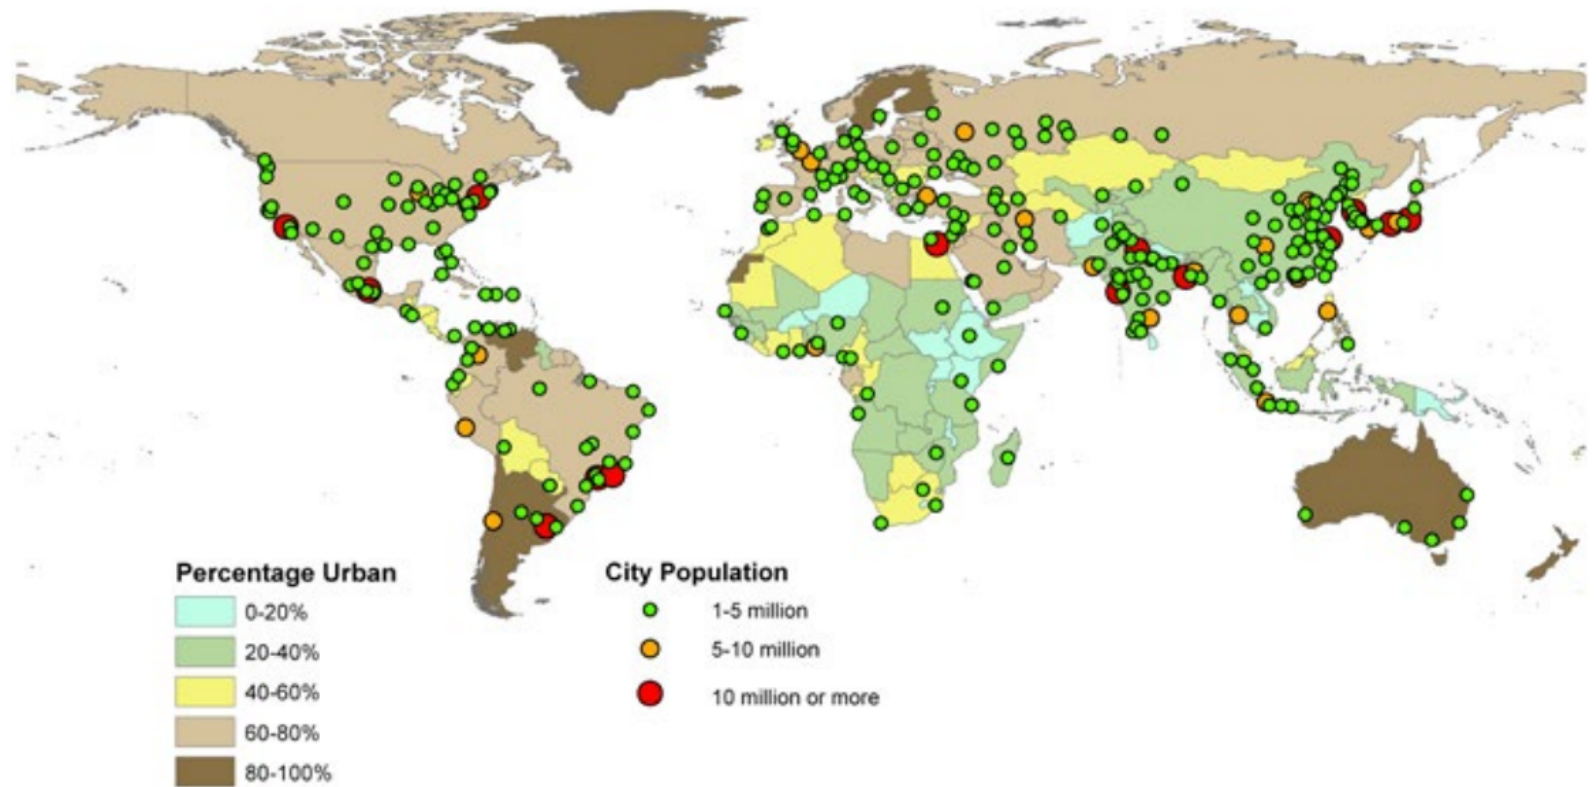 Percentage Urban
0-20%
20-40%
40-60%
60-80%
80-100%
City Population
1-5 million
5-10 million
10 million or more